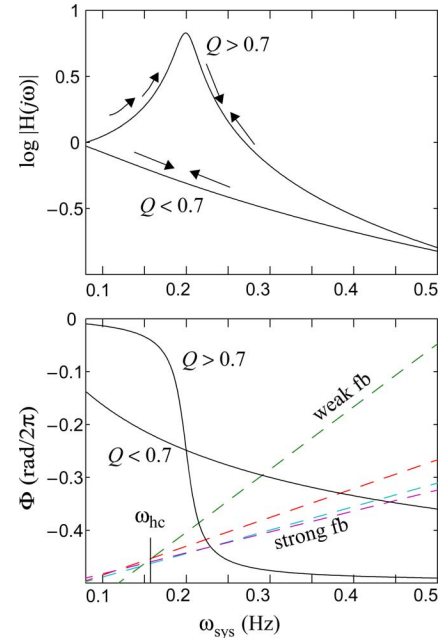 log |H(jω)|
1
0.5
0
−0.5
Q > 0.7
Q < 0.7
0.1 0.2 0.3 0.4 0.5
Φ (rad/2π)
0
-0.1
-0.2
-0.3
-0.4
Q > 0.7
Q < 0.7
weak fb
strong fb
ωhc
0.1 0.2 0.3 0.4 0.5
ωsys (Hz)